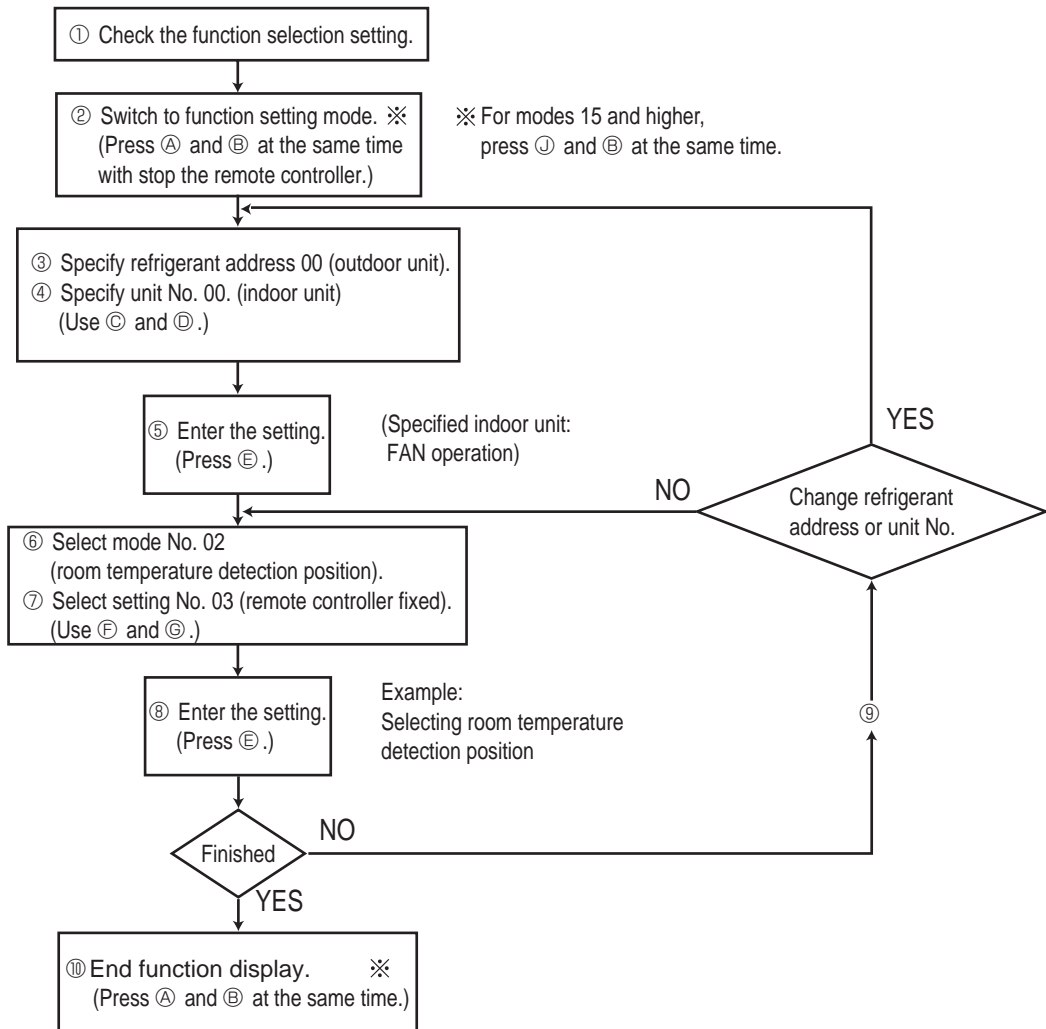 ① Check the function selection setting.
② Switch to function setting mode. ※
(Press Ⓐ and Ⓑ at the same time
with stop the remote controller.)
※ For modes 15 and higher,
press Ⓙ and Ⓑ at the same time.
③ Specify refrigerant address 00 (outdoor unit).
④ Specify unit No. 00. (indoor unit)
(Use Ⓒ and Ⓓ.)
⑤ Enter the setting.
(Press Ⓔ.)
(Specified indoor unit:
FAN operation)
YES
NO
Change refrigerant
address or unit No.
⑥ Select mode No. 02
(room temperature detection position).
⑦ Select setting No. 03 (remote controller fixed).
(Use Ⓕ and Ⓖ.)
⑧ Enter the setting.
(Press Ⓔ.)
Example:
Selecting room temperature
detection position
⑨
Finished
NO
YES
⑩ End function display. ※
(Press Ⓐ and Ⓑ at the same time.)